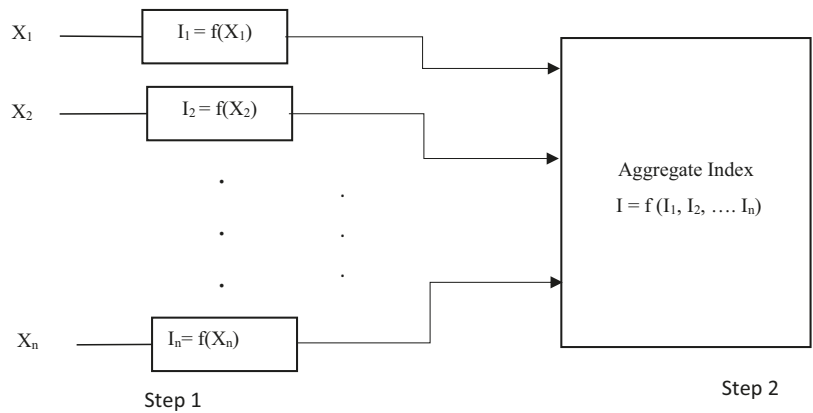 X₁
I₁ = f(X₁)
X₂
I₂ = f(X₂)
Aggregate Index
I = f (I₁, I₂, …. Iₙ)
Xₙ
Iₙ= f(Xₙ)
Step 1
Step 2